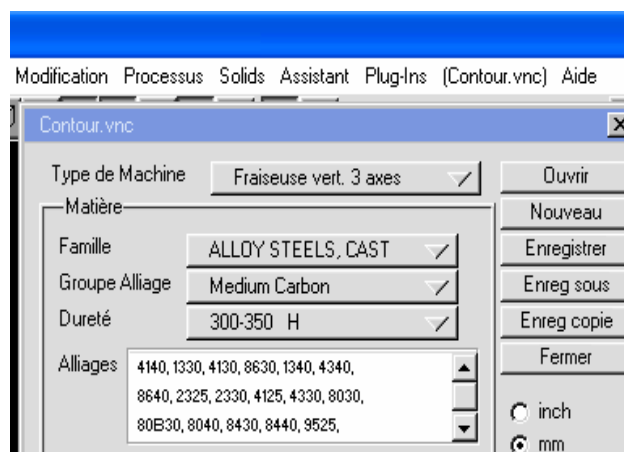 Modification Processus Solids Assistant Plug-Ins (Contour.vnc) Aide
Contour.vnc
Type de Machine Fraiseuse vert. 3 axes
Ouvrir
Matière
Nouveau
Famille ALLOY STEELS, CAST
Enregistrer
Groupe Alliage Medium Carbon
Enreg sous
Dureté 300-350 H
Enreg copie
Alliages 4140, 1330, 4130, 8630, 1340, 4340,
8640, 2325, 2330, 4125, 4330, 8030,
80B30, 8040, 8430, 8440, 9525,
Fermer
inch
mm